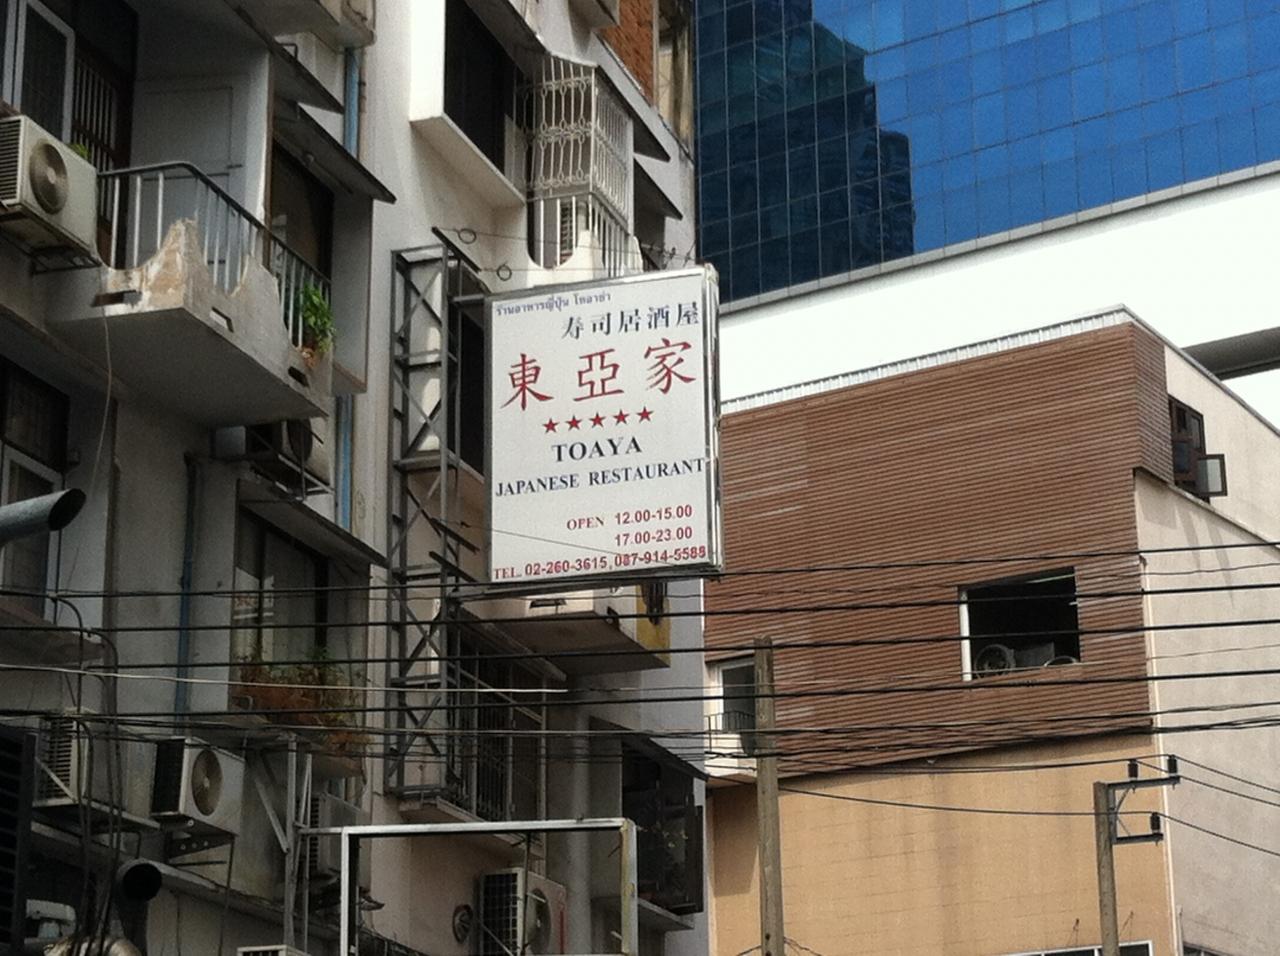 ร้านอาหารญี่ปุ่น โทอาย่า
寿司居酒屋
東亞家
★★★★★
TOAYA
JAPANESE RESTAURANT
OPEN 12.00-15.00
17.00-23.00
TEL. 02-260-3615, 087-914-5588